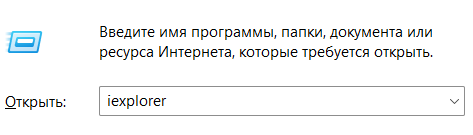 Введите имя программы, папки, документа или
ресурса Интернета, которые требуется открыть.
Открыть: iexplorer